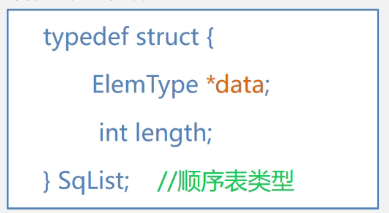 typedef struct {
ElemType *data;
int length;
} SqList; //顺序表类型